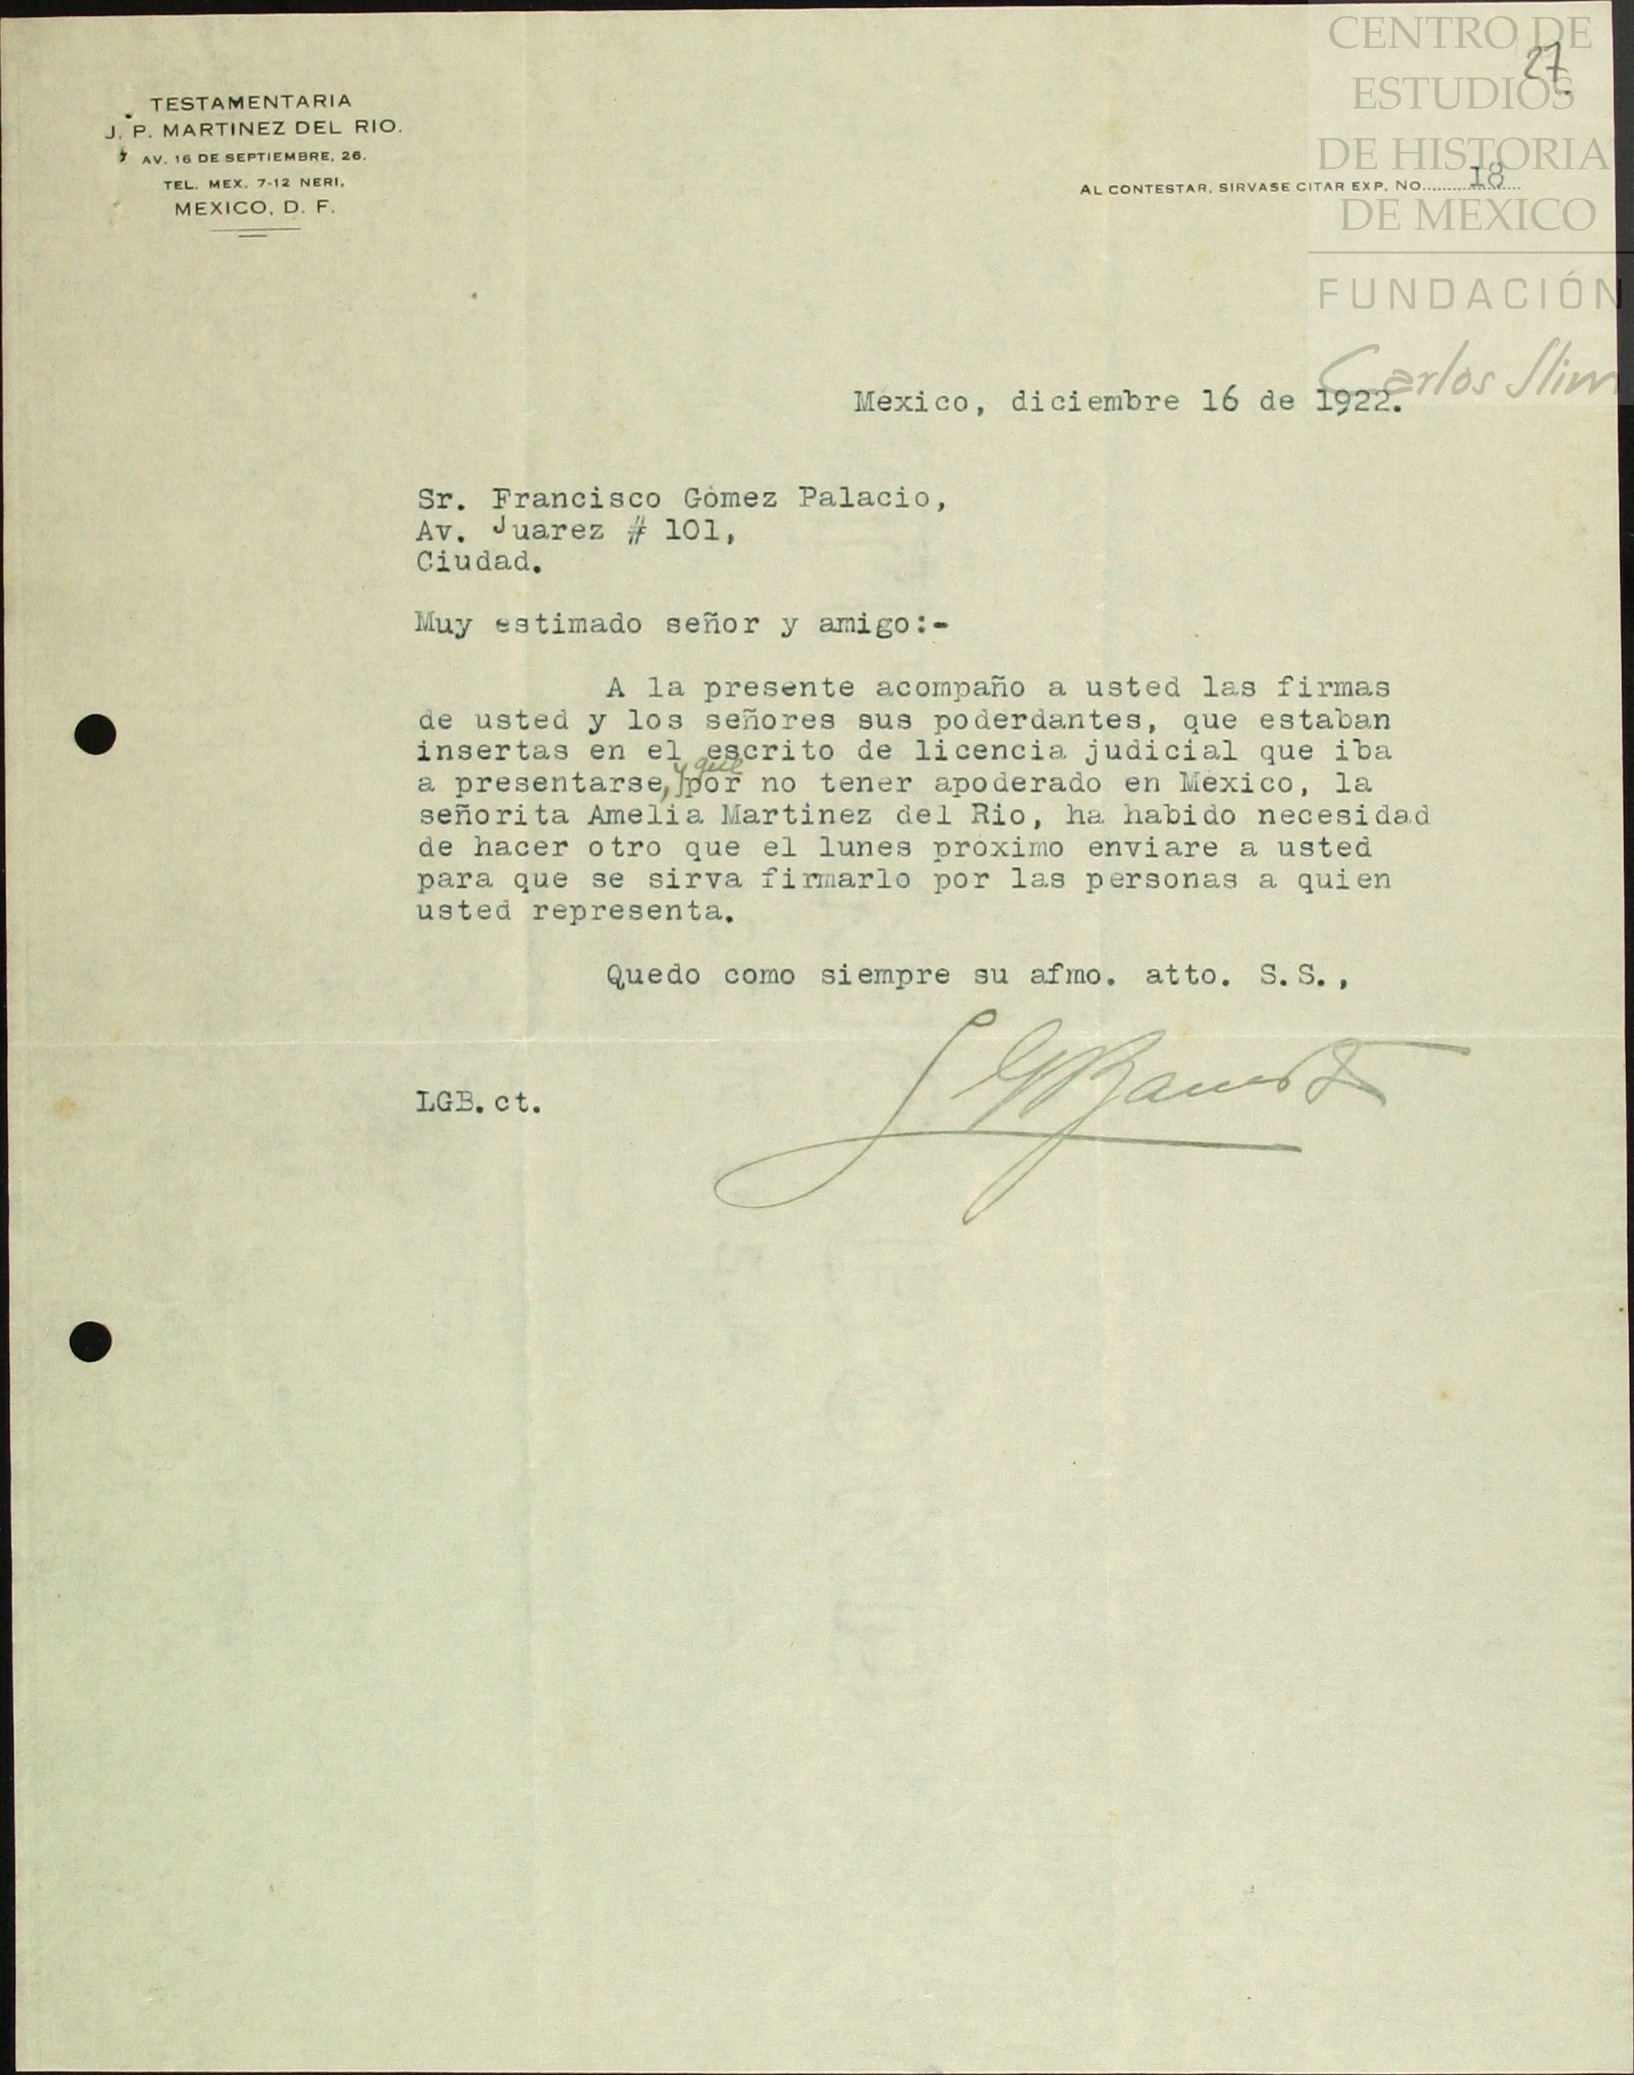 CENTRO DE
ESTUDIOS
DE HISTORIA
DE MEXICO
FUNDACIÓN
Carlos Slim
27.
TESTAMENTARIA
J. P. MARTINEZ DEL RIO.
AV. 16 DE SEPTIEMBRE, 26.
TEL. MEX. 7-12 NERI.
MEXICO, D. F.
AL CONTESTAR, SIRVASE CITAR EXP. NO. 18
México, diciembre 16 de 1922.
Sr. Francisco Gómez Palacio,
Av. Juarez # 101,
Ciudad.
Muy estimado señor y amigo:-
A la presente acompaño a usted las firmas
de usted y los señores sus poderdantes, que estaban
insertas en el escrito de licencia judicial que iba
y que
a presentarse, por no tener apoderado en México, la
señorita Amelia Martinez del Rio, ha habido necesidad
de hacer otro que el lunes próximo enviaré a usted
para que se sirva firmarlo por las personas a quien
usted representa.
Quedo como siempre su afmo. atto. S.S.,
LGB.ct.